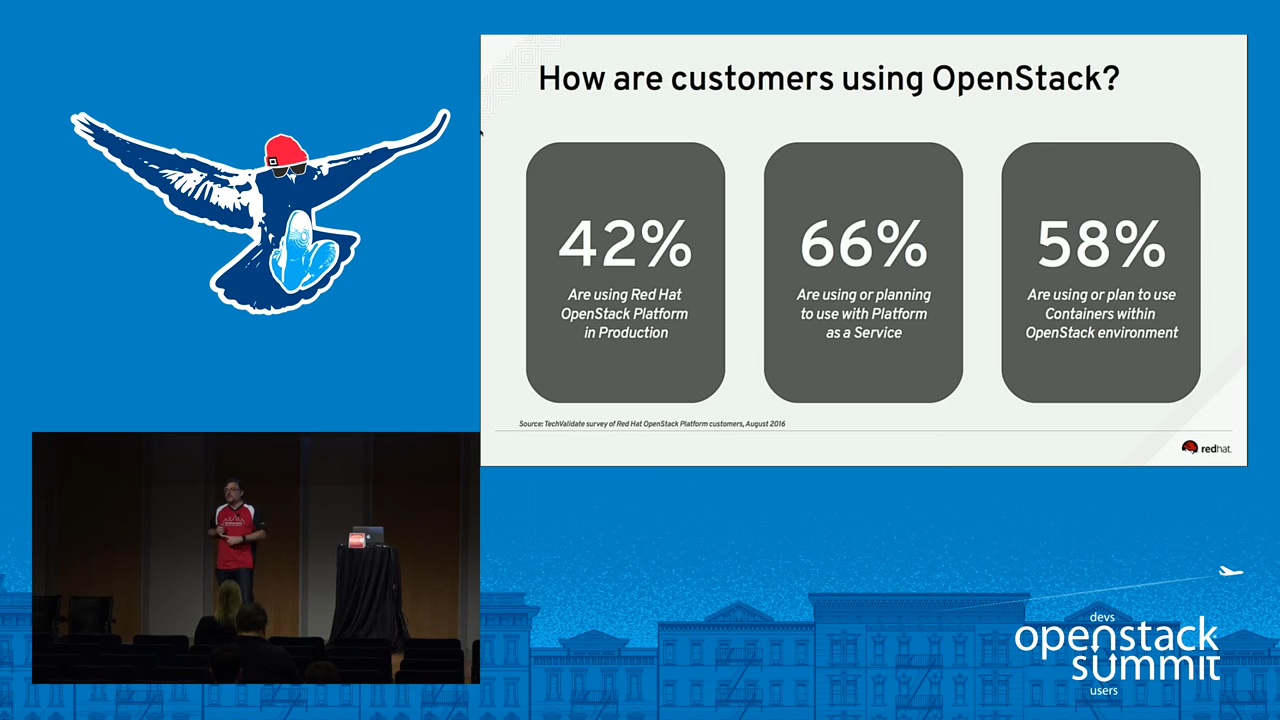 How are customers using OpenStack?
42%
Are using Red Hat
OpenStack Platform
in Production
66%
Are using or planning
to use with Platform
as a Service
58%
Are using or plan to use
Containers within
OpenStack environment
Source: TechValidate survey of Red Hat OpenStack Platform customers, August 2016
redhat.
devs
openstack
summit
users